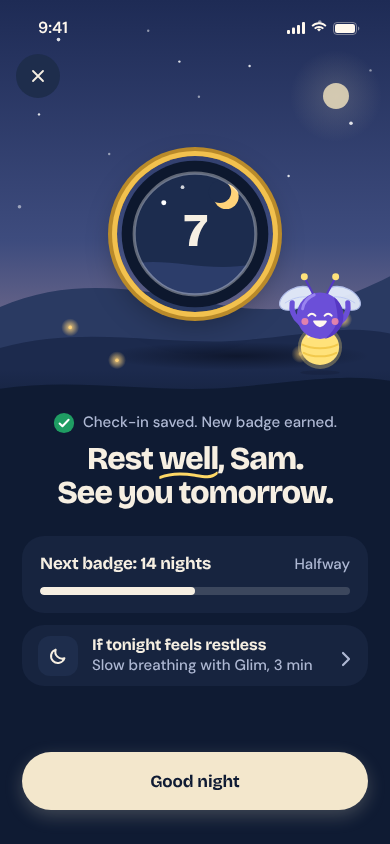 9:41
7
Check-in saved. New badge earned.
Rest well, Sam.
See you tomorrow.
Next badge: 14 nights
Halfway
If tonight feels restless
Slow breathing with Glim, 3 min
Good night